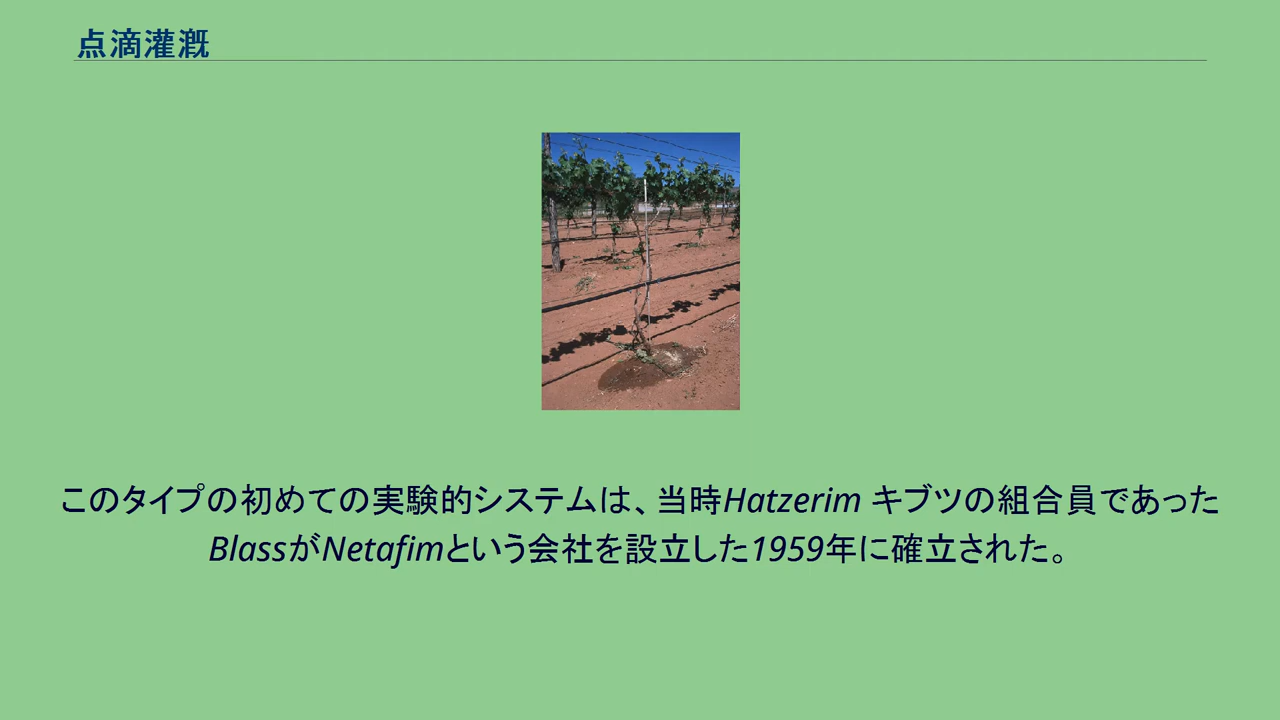 点滴灌漑
このタイプの初めての実験的システムは、当時Hatzerim キブツの組合員であった
BlassがNetafimという会社を設立した1959年に確立された。